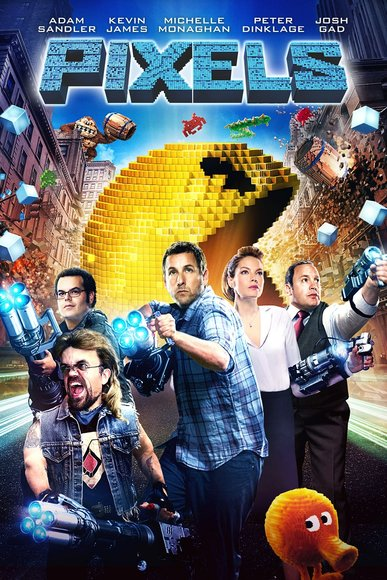 ADAM SANDLER KEVIN JAMES MICHELLE MONAGHAN PETER DINKLAGE JOSH GAD
PIXELS